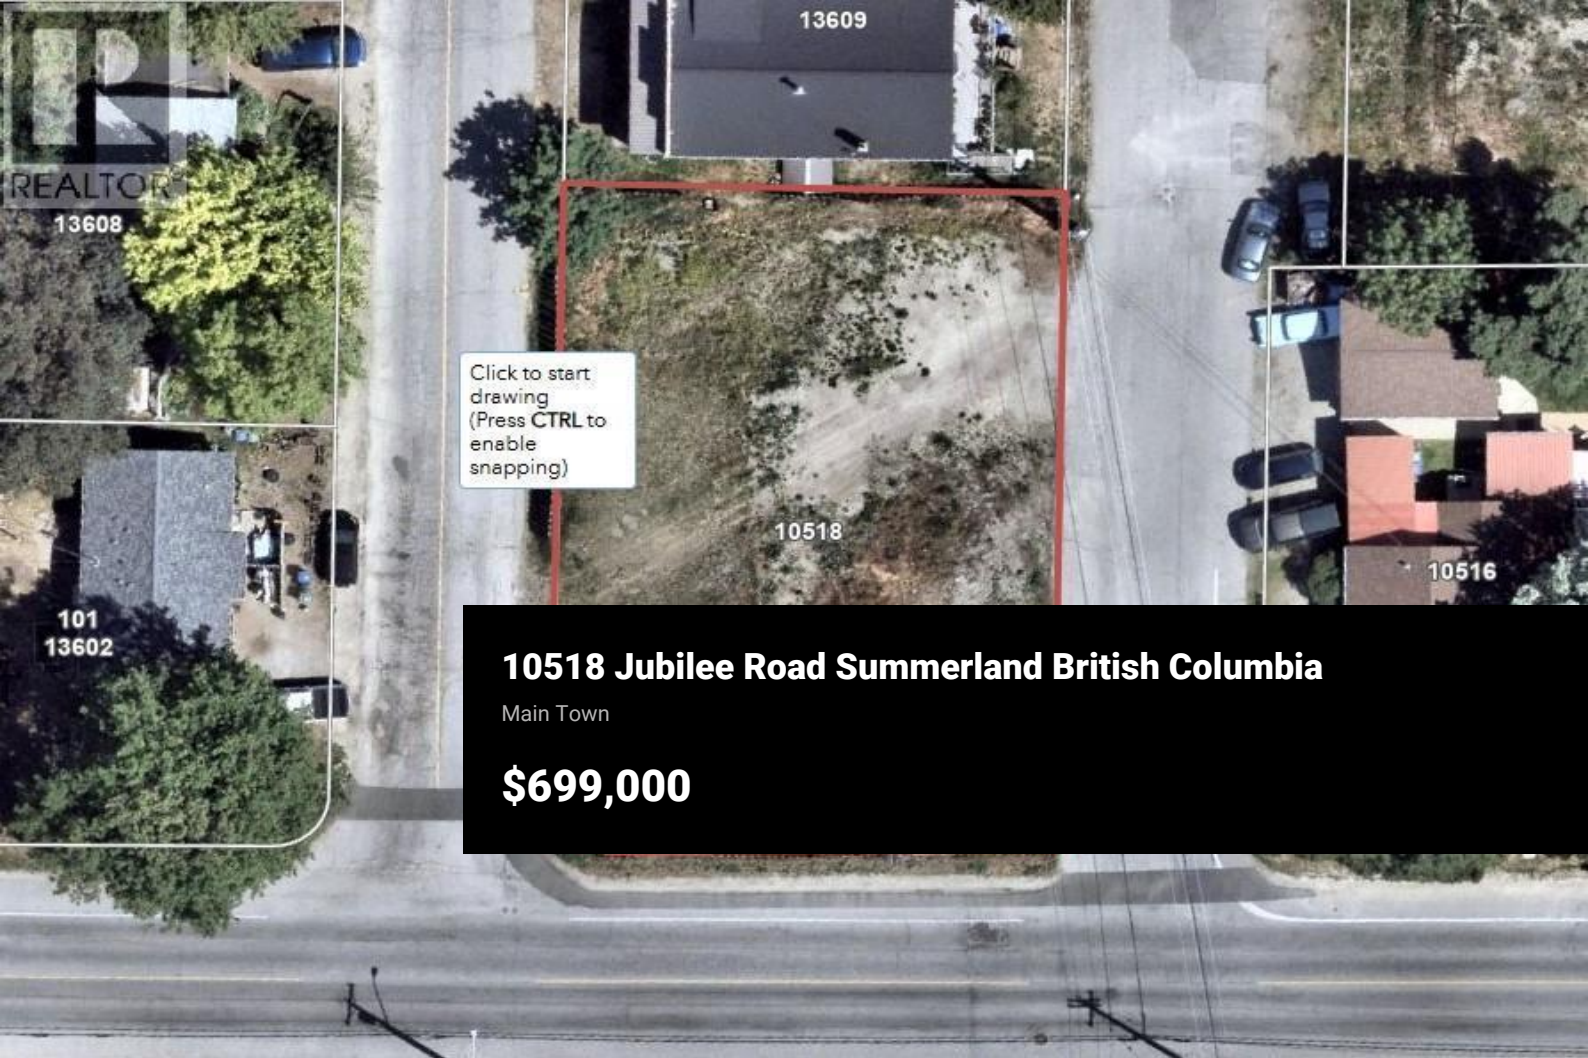 13609
REALTOR
13608
Click to start
drawing
(Press CTRL to
enable
snapping)
10518
10516
101
13602
10518 Jubilee Road Summerland British Columbia
Main Town
$699,000